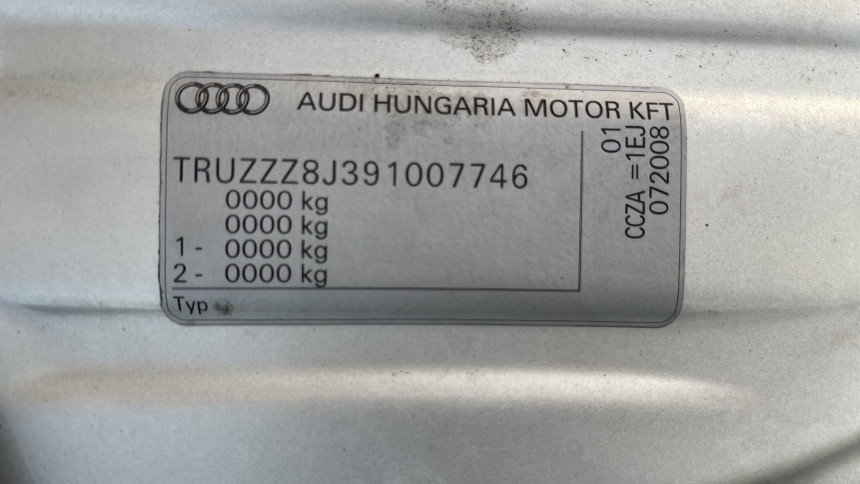 AUDI HUNGARIA MOTOR KFT
TRUZZZ8J391007746
0000 kg
0000 kg
1 - 0000 kg
2 - 0000 kg
Typ
01
CCZA =1EJ
072008